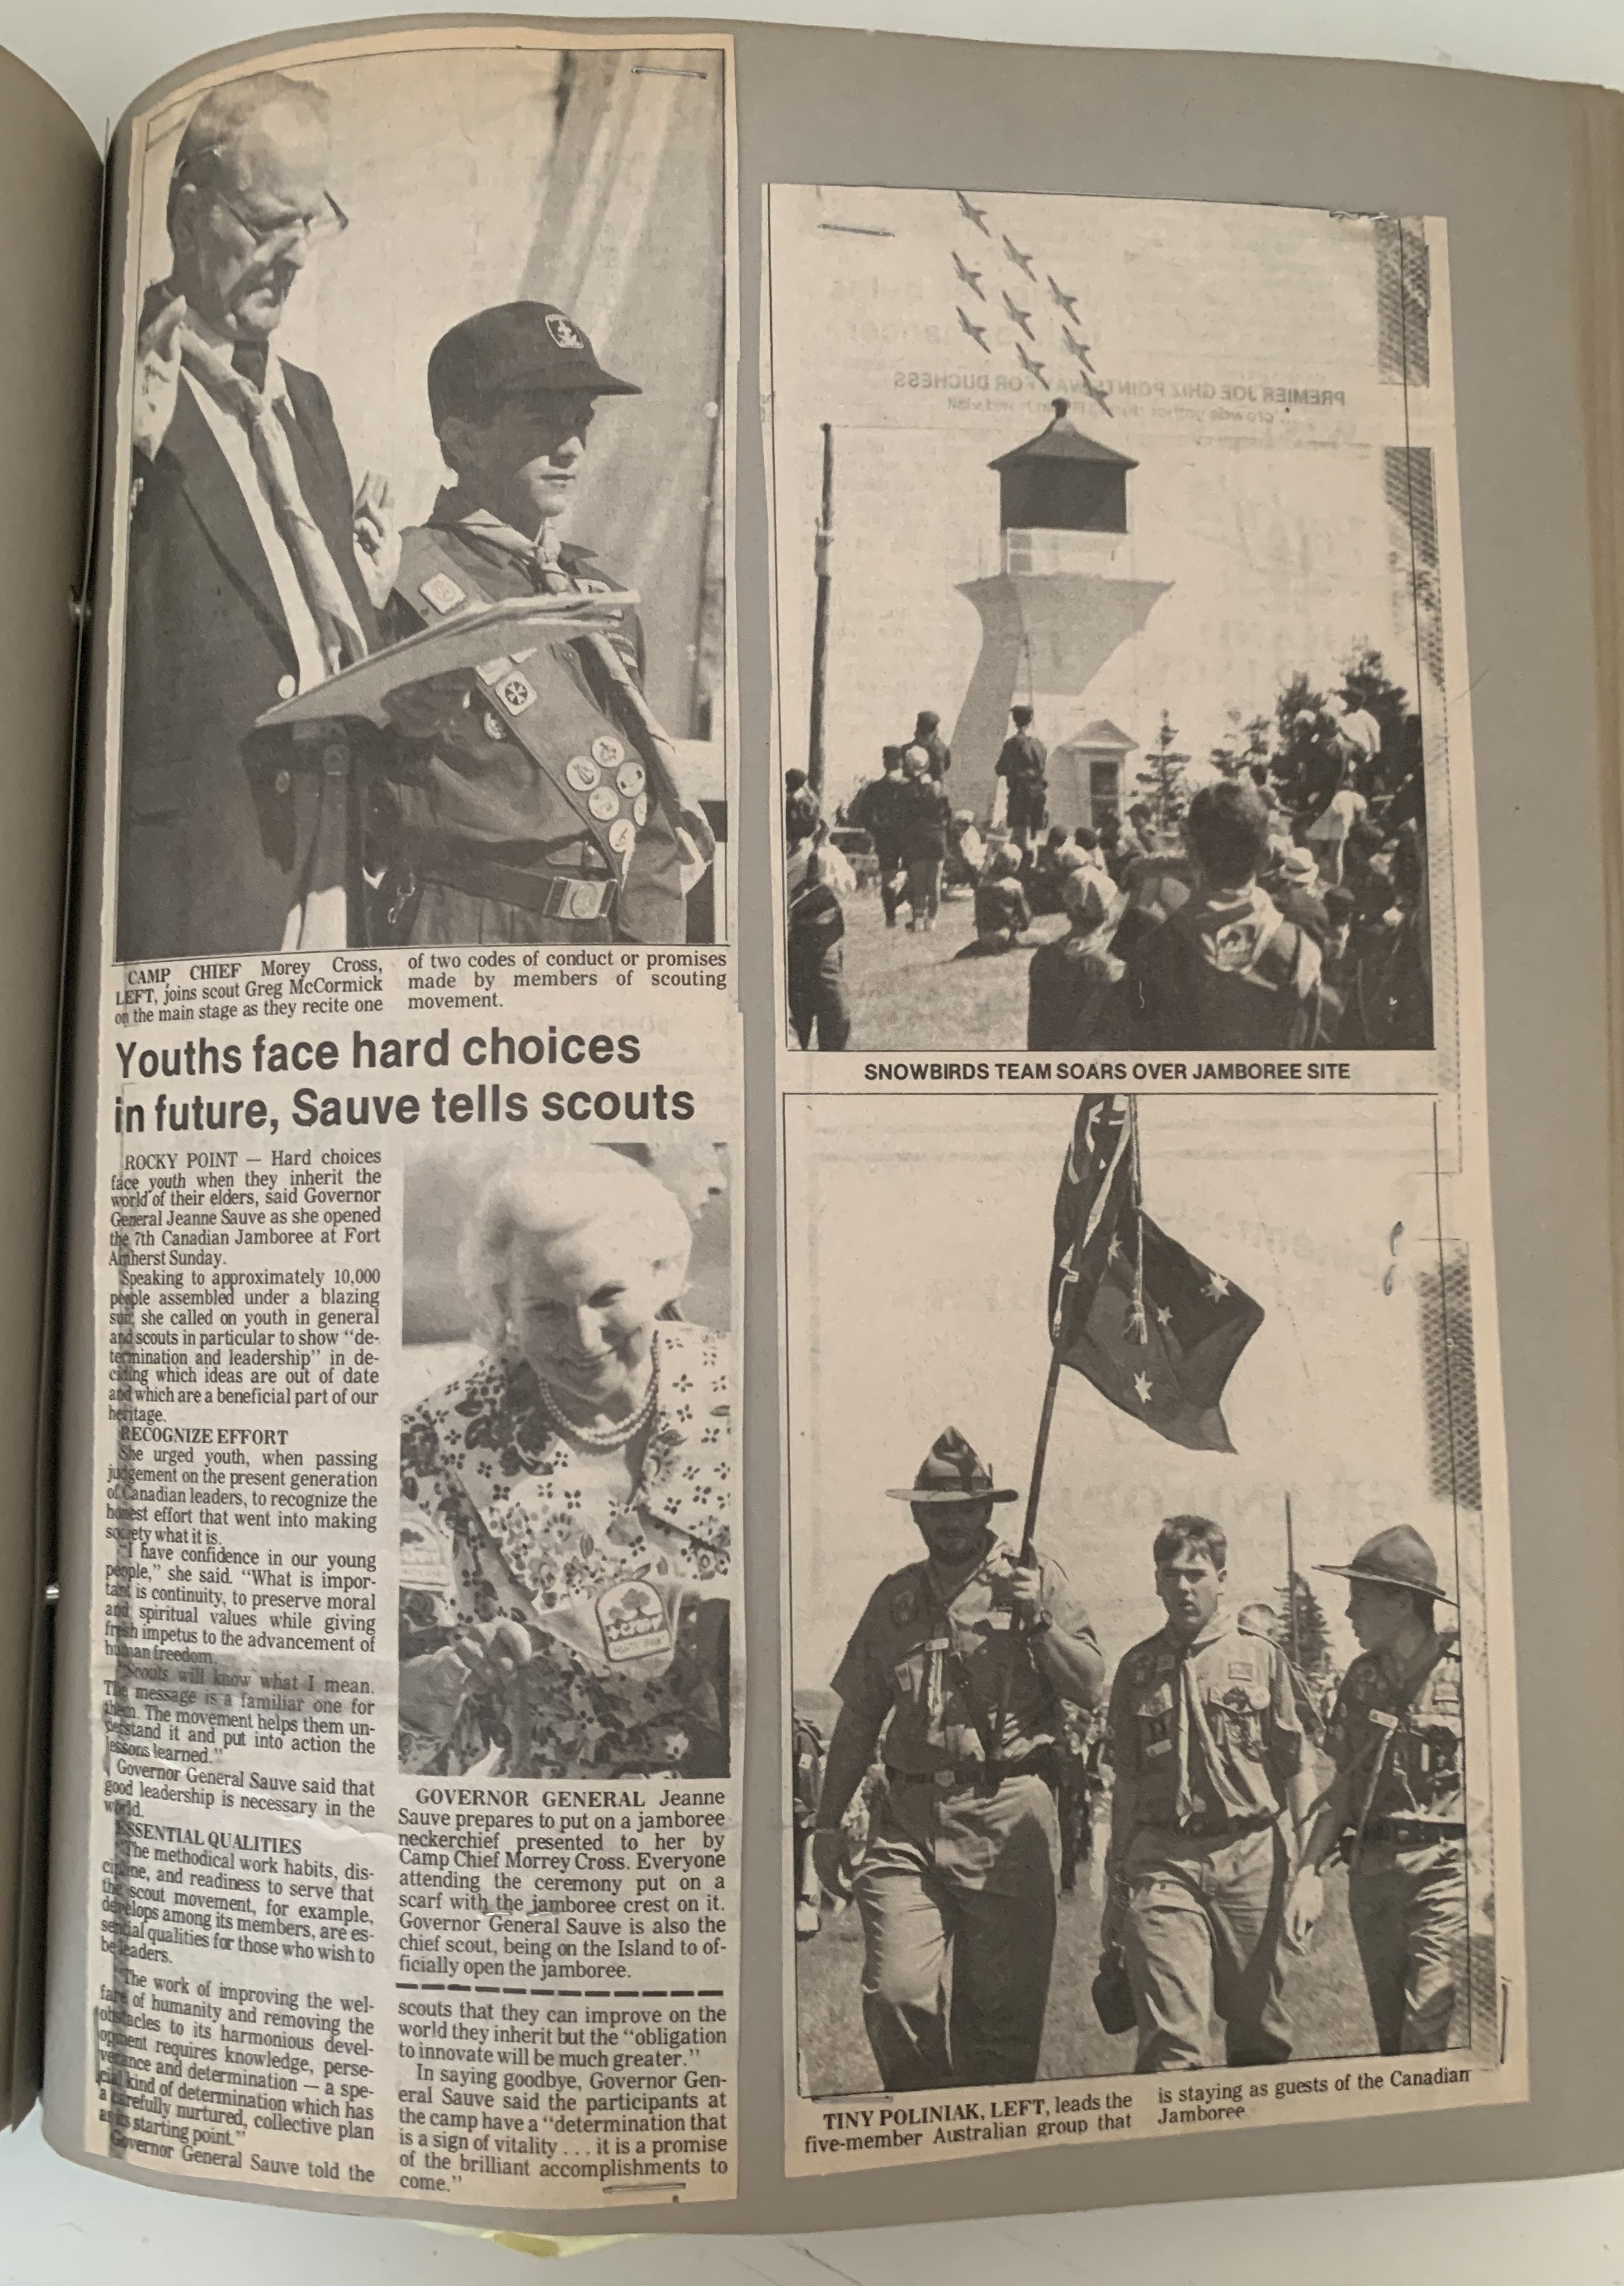 CAMP CHIEF Morey Cross,
LEFT, joins scout Greg McCormick
on the main stage as they recite one
of two codes of conduct or promises
made by members of scouting
movement.
Youths face hard choices
in future, Sauve tells scouts
ROCKY POINT — Hard choices
face youth when they inherit the
world of their elders, said Governor
General Jeanne Sauve as she opened
the 7th Canadian Jamboree at Fort
Amherst Sunday.
Speaking to approximately 10,000
people assembled under a blazing
sun, she called on youth in general
and scouts in particular to show "de-
termination and leadership" in de-
ciding which ideas are out of date
and which are a beneficial part of our
heritage.
RECOGNIZE EFFORT
She urged youth, when passing
judgement on the present generation
of Canadian leaders, to recognize the
honest effort that went into making
society what it is.
"I have confidence in our young
people," she said. "What is impor-
tant is continuity, to preserve moral
and spiritual values while giving
fresh impetus to the advancement of
human freedom.
"Scouts will know what I mean.
The message is a familiar one for
them. The movement helps them un-
derstand it and put into action the
lessons learned."
Governor General Sauve said that
good leadership is necessary in the
world.
ESSENTIAL QUALITIES
"The methodical work habits, dis-
cipline, and readiness to serve that
the scout movement, for example,
develops among its members, are es-
sential qualities for those who wish to
be leaders.
"The work of improving the wel-
fare of humanity and removing the
obstacles to its harmonious devel-
opment requires knowledge, perse-
verance and determination — a spe-
cial kind of determination which has
a carefully nurtured, collective plan
as its starting point."
Governor General Sauve told the
GOVERNOR GENERAL Jeanne
Sauve prepares to put on a jamboree
neckerchief presented to her by
Camp Chief Morrey Cross. Everyone
attending the ceremony put on a
scarf with the jamboree crest on it.
Governor General Sauve is also the
chief scout, being on the Island to of-
ficially open the jamboree.
scouts that they can improve on the
world they inherit but the "obligation
to innovate will be much greater."
In saying goodbye, Governor Gen-
eral Sauve said the participants at
the camp have a "determination that
is a sign of vitality . . . it is a promise
of the brilliant accomplishments to
come."
PREMIER JOE GHIZ POINTS WAY FOR DUCHESS
SNOWBIRDS TEAM SOARS OVER JAMBOREE SITE
TINY POLINIAK, LEFT, leads the
five-member Australian group that
is staying as guests of the Canadian
Jamboree